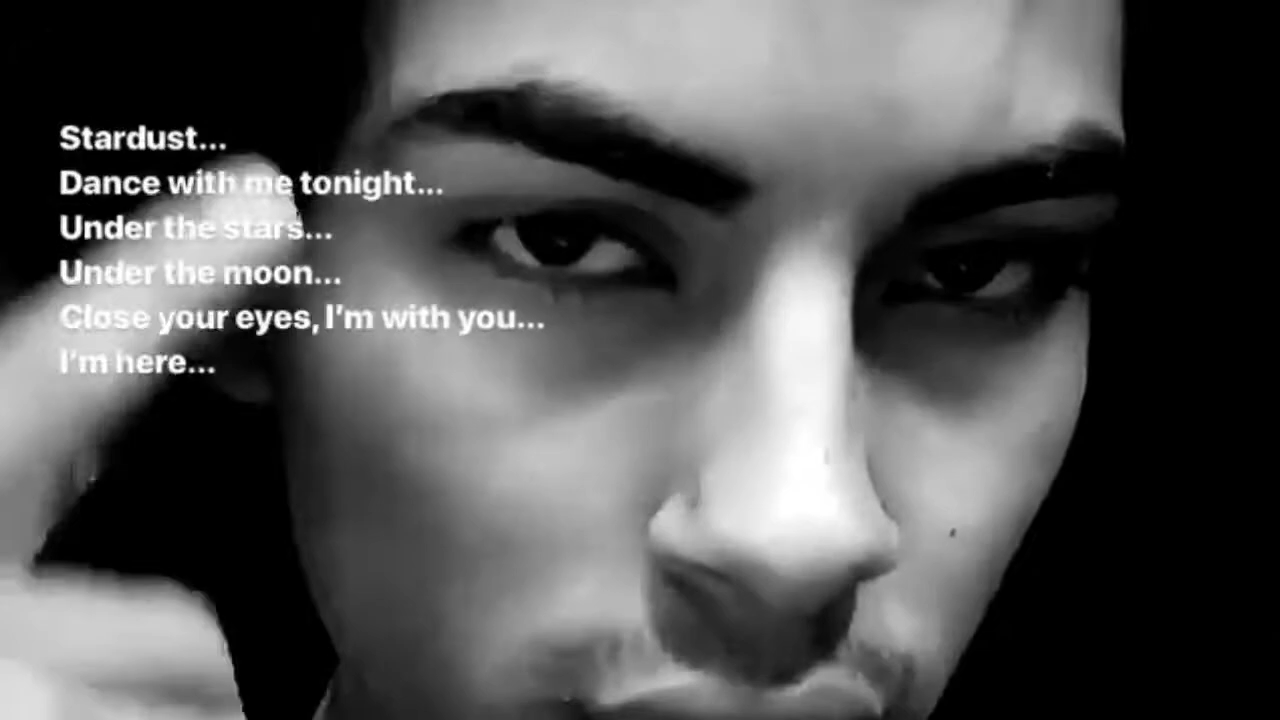 Stardust...
Dance with me tonight...
Under the stars...
Under the moon...
Close your eyes, I'm with you...
I'm here...